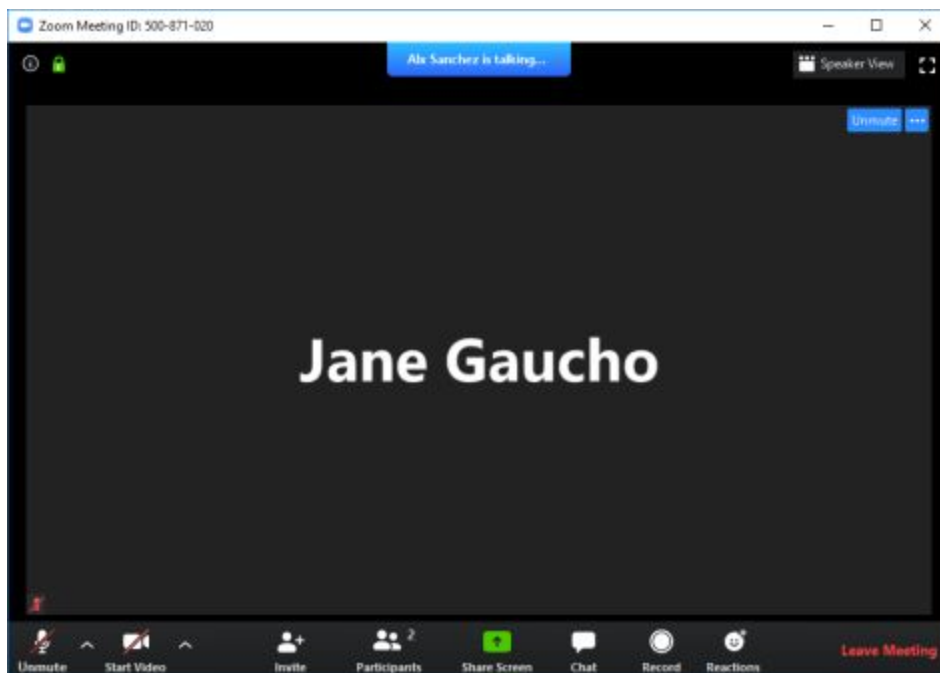 Zoom Meeting ID: 500-871-020
Alx Sanchez is talking...
Speaker View
Unmute
Jane Gaucho
Unmute Start Video Invite Participants 2 Share Screen Chat Record Reactions Leave Meeting